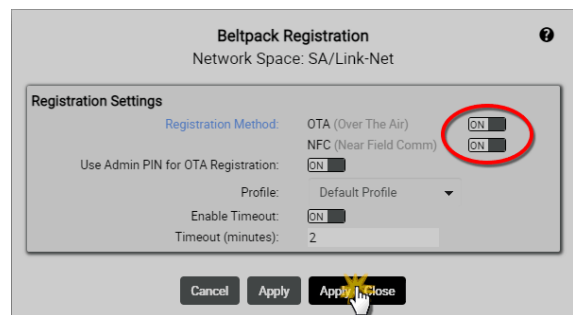 Beltpack Registration
?
Network Space: SA/Link-Net
Registration Settings
Registration Method: OTA (Over The Air) ON
NFC (Near Field Comm) ON
Use Admin PIN for OTA Registration: ON
Profile: Default Profile
Enable Timeout: ON
Timeout (minutes): 2
Cancel Apply Apply Close